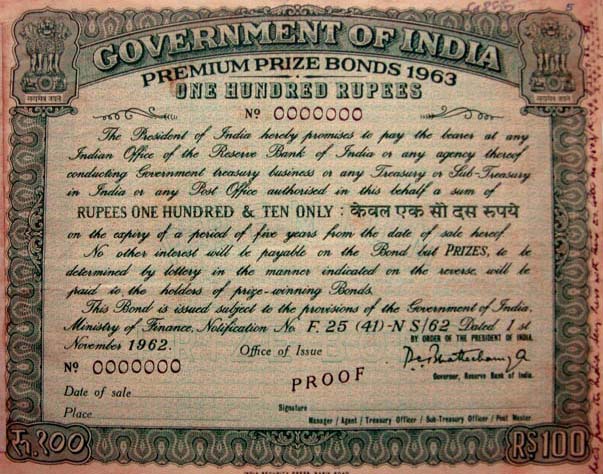 GOVERNMENT OF INDIA
PREMIUM PRIZE BONDS 1963
ONE HUNDRED RUPEES
Nº 0000000
The President of India hereby promises to pay the bearer at any
Indian Office of the Reserve Bank of India or any agency thereof
conducting Government treasury business or any Treasury or Sub-Treasury
in India or any Post Office authorised in this behalf a sum of
RUPEES ONE HUNDRED & TEN ONLY : केवल एक सौ दस रूपये
on the expiry of a period of five years from the date of sale hereof.
No other interest will be payable on the Bond but PRIZES, to be
determined by lottery in the manner indicated on the reverse, will be
paid to the holders of prize-winning Bonds.
This Bond is issued subject to the provisions of the Government of India,
Ministry of Finance, Notification No F. 25 (41)-N S/62 Dated 1st
November 1962.
BY ORDER OF THE PRESIDENT OF INDIA.
Office of Issue
Nº 0000000
PROOF
Governor, Reserve Bank of India.
Date of sale
Place
Signature
Manager / Agent / Treasury Officer / Sub-Treasury Officer / Post Master
रु.१००
RS 100